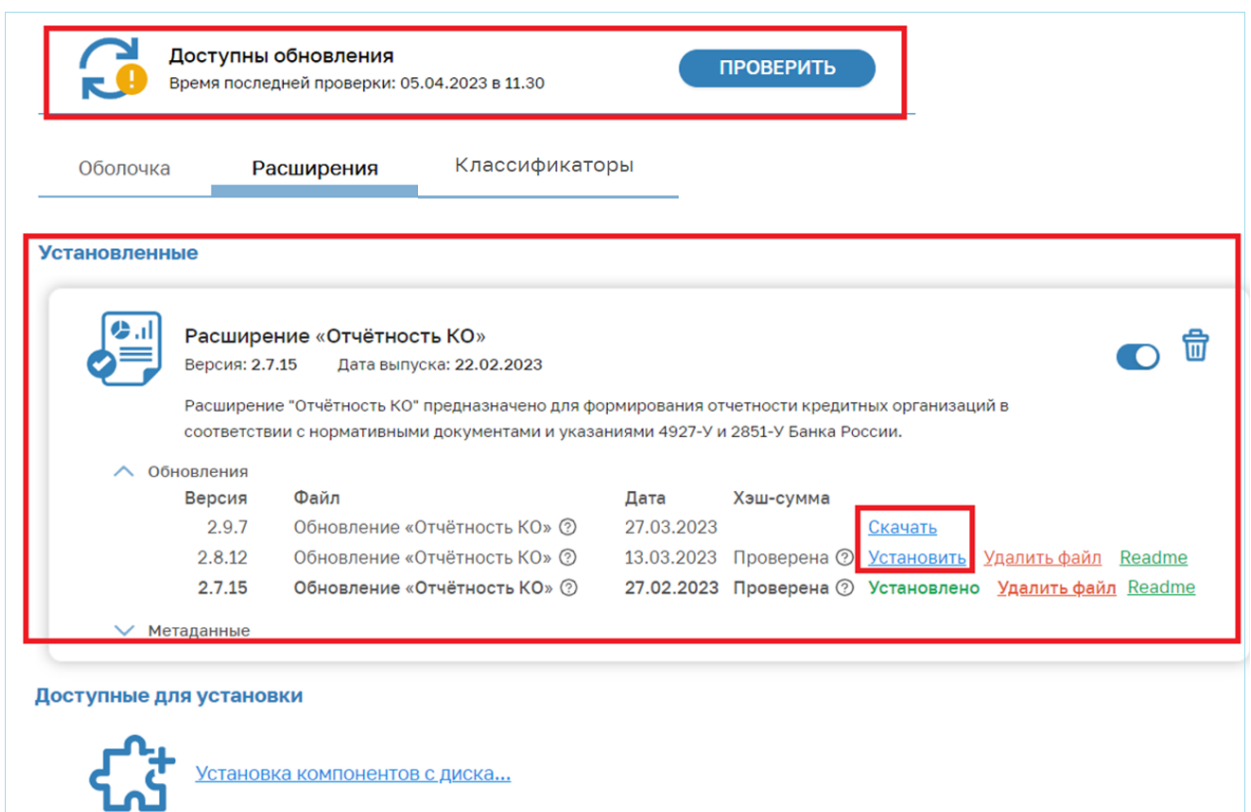 Доступны обновления
Время последней проверки: 05.04.2023 в 11.30
ПРОВЕРИТЬ
Оболочка Расширения Классификаторы
Установленные
Расширение «Отчётность КО»
Версия: 2.7.15 Дата выпуска: 22.02.2023
Расширение "Отчётность КО" предназначено для формирования отчетности кредитных организаций в
соответствии с нормативными документами и указаниями 4927-У и 2851-У Банка России.
Обновления
Версия Файл Дата Хэш-сумма
2.9.7 Обновление «Отчётность КО» ? 27.03.2023 Скачать
2.8.12 Обновление «Отчётность КО» ? 13.03.2023 Проверена ? Установить Удалить файл Readme
2.7.15 Обновление «Отчётность КО» ? 27.02.2023 Проверена ? Установлено Удалить файл Readme
Метаданные
Доступные для установки
Установка компонентов с диска...